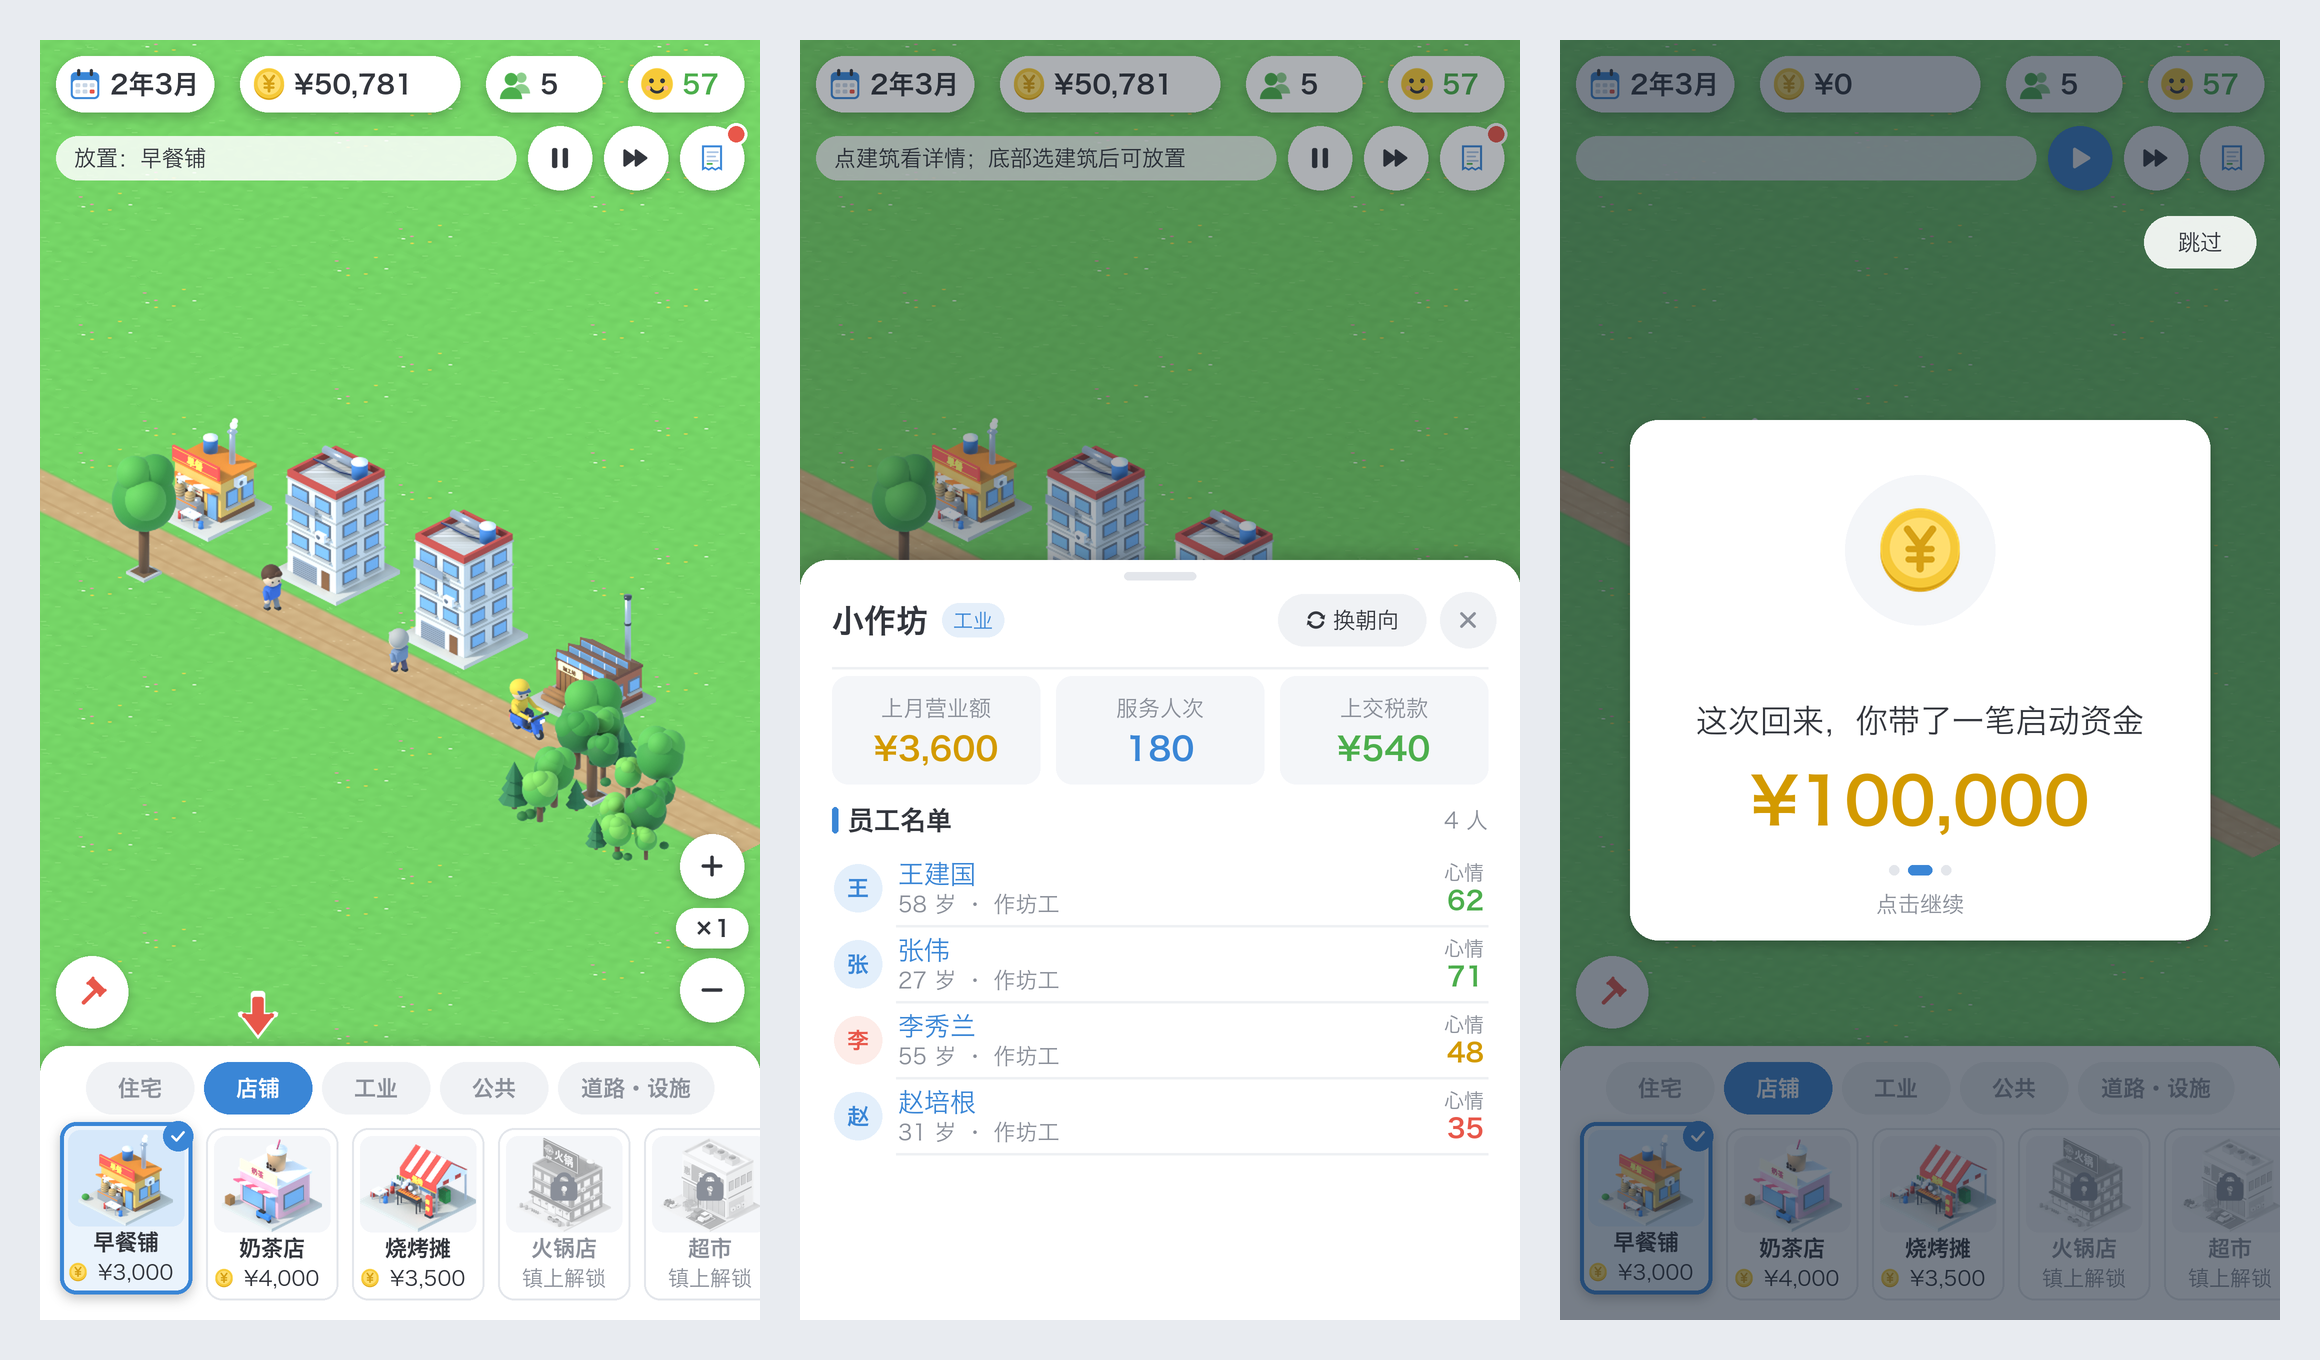 2年3月
¥50,781
5
57
放置：早餐铺
×1
住宅
店铺
工业
公共
道路·设施
早餐铺
¥3,000
奶茶店
¥4,000
烧烤摊
¥3,500
火锅店
镇上解锁
超市
镇上解锁
2年3月
¥50,781
5
57
点建筑看详情；底部选建筑后可放置
小作坊
工业
换朝向
上月营业额
¥3,600
服务人次
180
上交税款
¥540
员工名单
4 人
王
王建国
58 岁 · 作坊工
心情
62
张
张伟
27 岁 · 作坊工
心情
71
李
李秀兰
55 岁 · 作坊工
心情
48
赵
赵培根
31 岁 · 作坊工
心情
35
2年3月
¥0
5
57
跳过
这次回来，你带了一笔启动资金
¥100,000
点击继续
住宅
店铺
工业
公共
道路·设施
早餐铺
¥3,000
奶茶店
¥4,000
烧烤摊
¥3,500
火锅店
镇上解锁
超市
镇上解锁